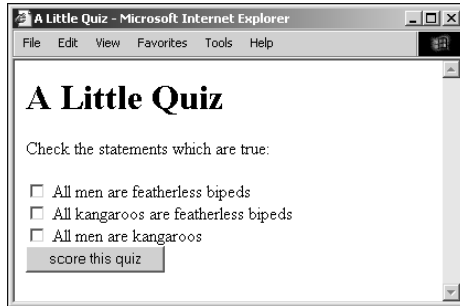 A Little Quiz - Microsoft Internet Explorer
File Edit View Favorites Tools Help
A Little Quiz
Check the statements which are true:
All men are featherless bipeds
All kangaroos are featherless bipeds
All men are kangaroos
score this quiz